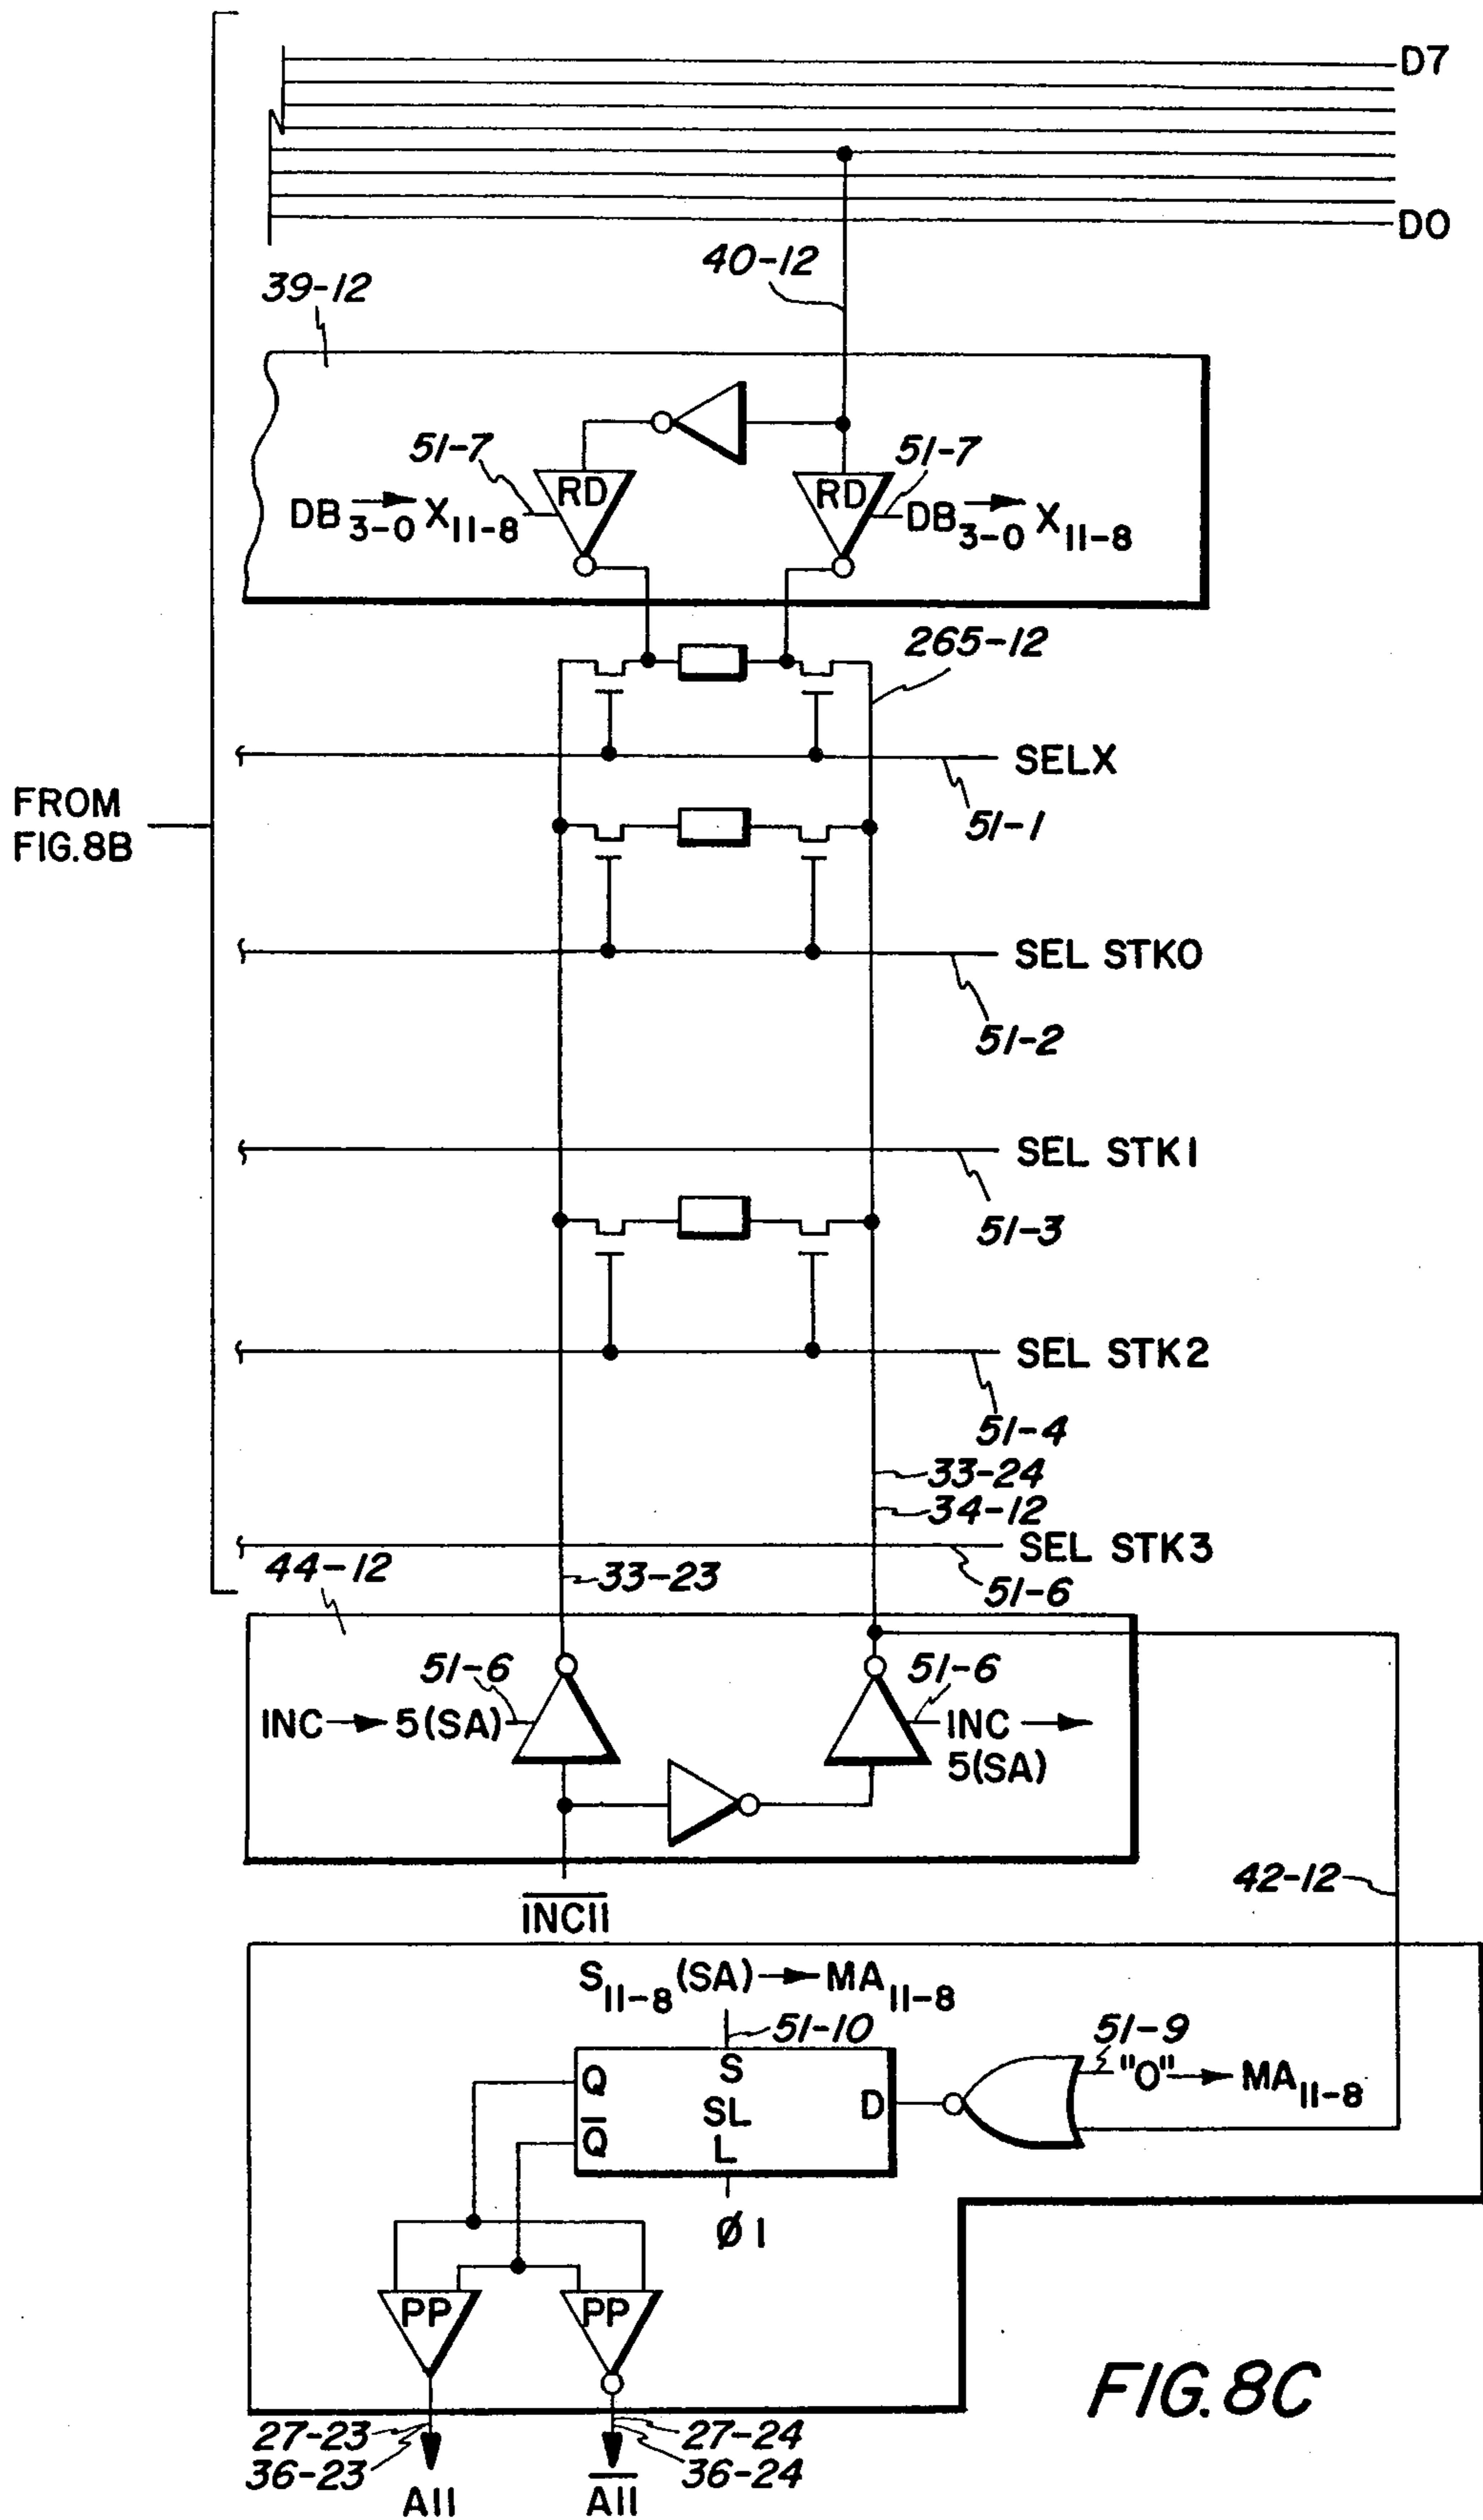 D7
D0
40-12
39-12
51-7
51-7
RD
RD
DB3-0 → X11-8
DB3-0 → X11-8
265-12
SELX
51-1
FROM
FIG.8B
SEL STK0
51-2
SEL STK1
51-3
SEL STK2
51-4
33-24
34-12
SEL STK3
44-12
33-23
51-6
51-6
51-6
INC → 5(SA)
INC →
5(SA)
42-12
INC11
S11-8(SA) → MA11-8
51-10
51-9
"0" → MA11-8
S
Q
SL
D
Q
L
Ø1
PP
PP
FIG.8C
27-23
27-24
36-23
36-24
A11
A11